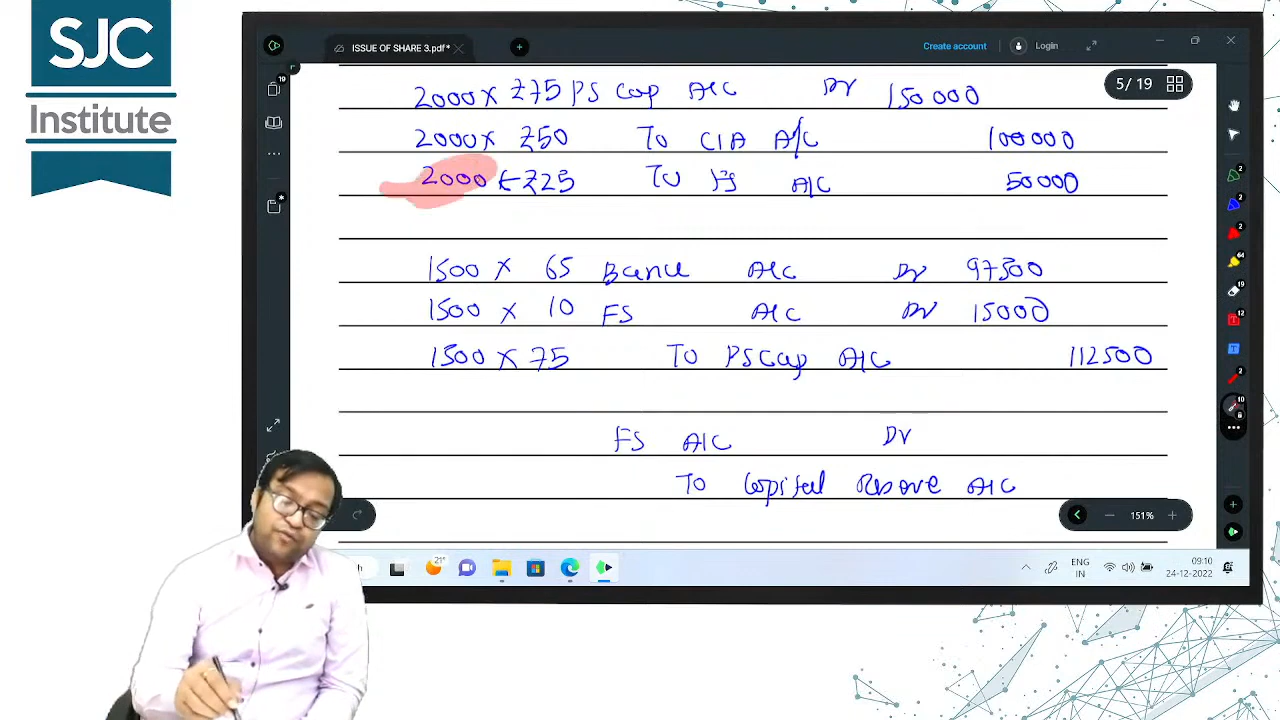 SJC
Institute
ISSUE OF SHARE 3.pdf*
Create account
Login
5/19
2000 X ₹75 PS Cap A/C Dr 150000
2000 X ₹50 To CIA A/C 100000
2000 X ₹25 To FS A/C 50000
1500 X 65 Bank A/C Dr 97500
1500 X 10 FS A/C Dr 15000
1500 X 75 To PS Cap A/C 112500
FS A/C Dr
To Capital Reserve A/C
151%
21°
ENG
IN
09:10
24-12-2022